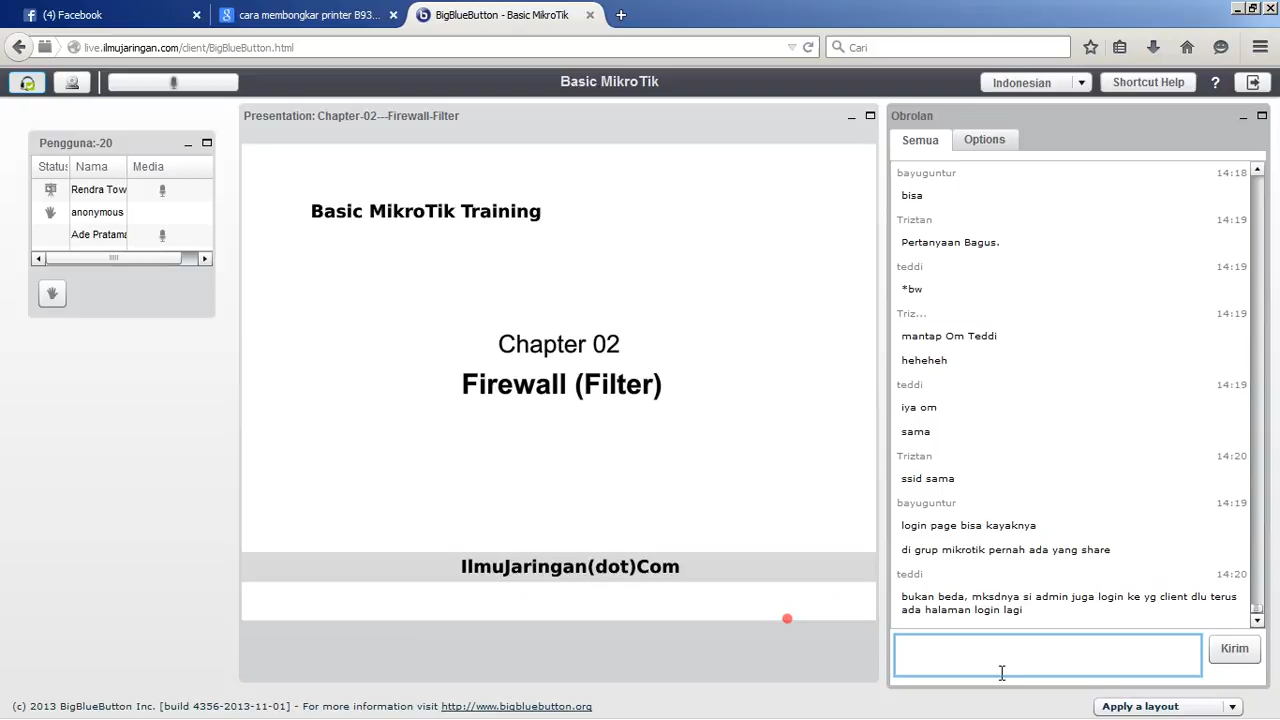 (4) Facebook
cara membongkar printer B93...
BigBlueButton - Basic MikroTik
live.ilmujaringan.com/client/BigBlueButton.html
Cari
Basic MikroTik
Indonesian
Shortcut Help
?
Pengguna:-20
Status Nama Media
Rendra Tow
anonymous
Ade Pratama
Presentation: Chapter-02---Firewall-Filter
Basic MikroTik Training
Chapter 02
Firewall (Filter)
IlmuJaringan(dot)Com
Obrolan
Semua
Options
bayuguntur 14:18
bisa
Triztan 14:19
Pertanyaan Bagus.
teddi 14:19
*bw
Triz... 14:19
mantap Om Teddi
heheheh
teddi 14:19
iya om
sama
Triztan 14:20
ssid sama
bayuguntur 14:19
login page bisa kayaknya
di grup mikrotik pernah ada yang share
teddi 14:20
bukan beda, mksdnya si admin juga login ke yg client dlu terus
ada halaman login lagi
Kirim
(c) 2013 BigBlueButton Inc. [build 4356-2013-11-01] - For more information visit http://www.bigbluebutton.org
Apply a layout